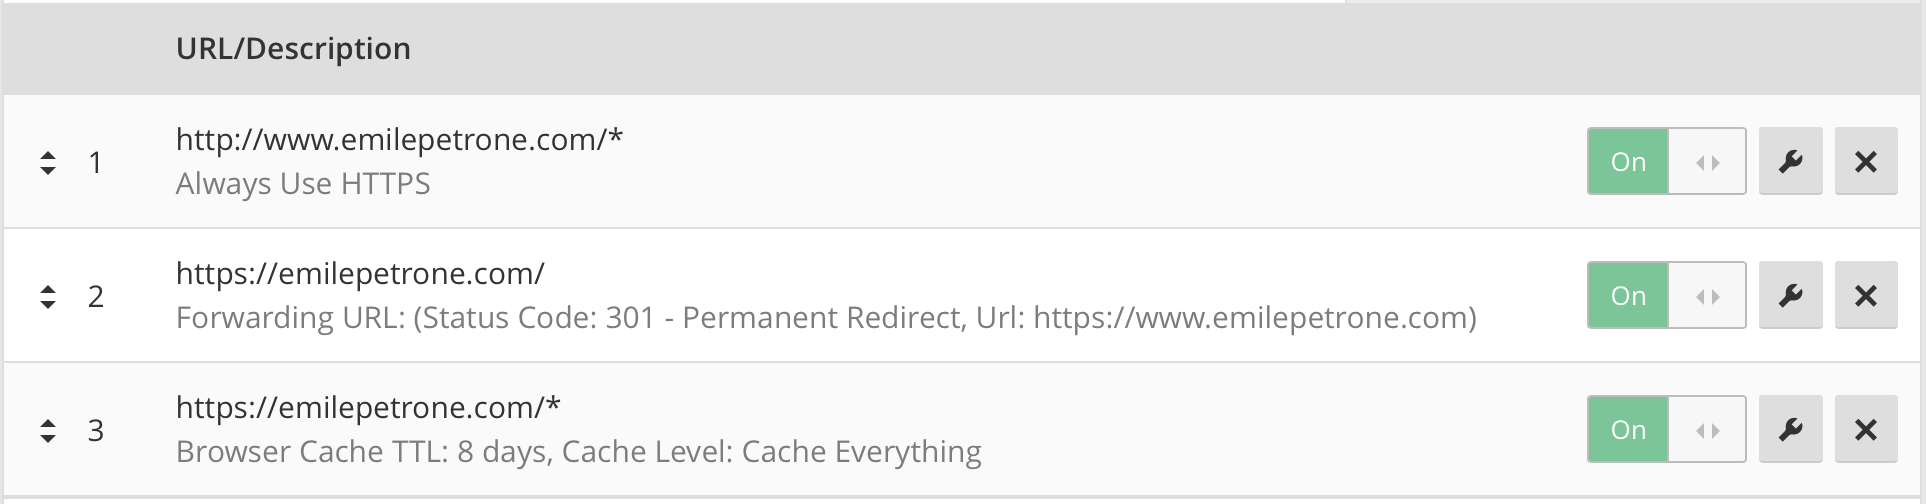 URL/Description
1
http://www.emilepetrone.com/*
Always Use HTTPS
On
2
https://emilepetrone.com/
Forwarding URL: (Status Code: 301 - Permanent Redirect, Url: https://www.emilepetrone.com)
On
3
https://emilepetrone.com/*
Browser Cache TTL: 8 days, Cache Level: Cache Everything
On